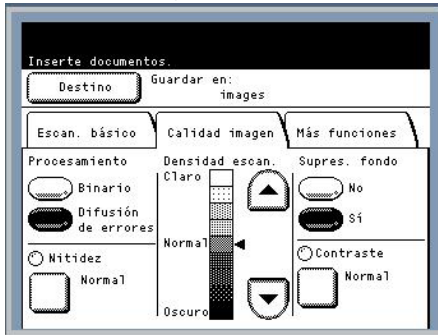 Inserte documentos.
Destino
Guardar en:
images
Escan. básico
Calidad imagen
Más funciones
Procesamiento
Binario
Difusión
de errores
Nitidez
Normal
Densidad escan.
Claro
Normal
Oscuro
Supres. fondo
No
Sí
Contraste
Normal